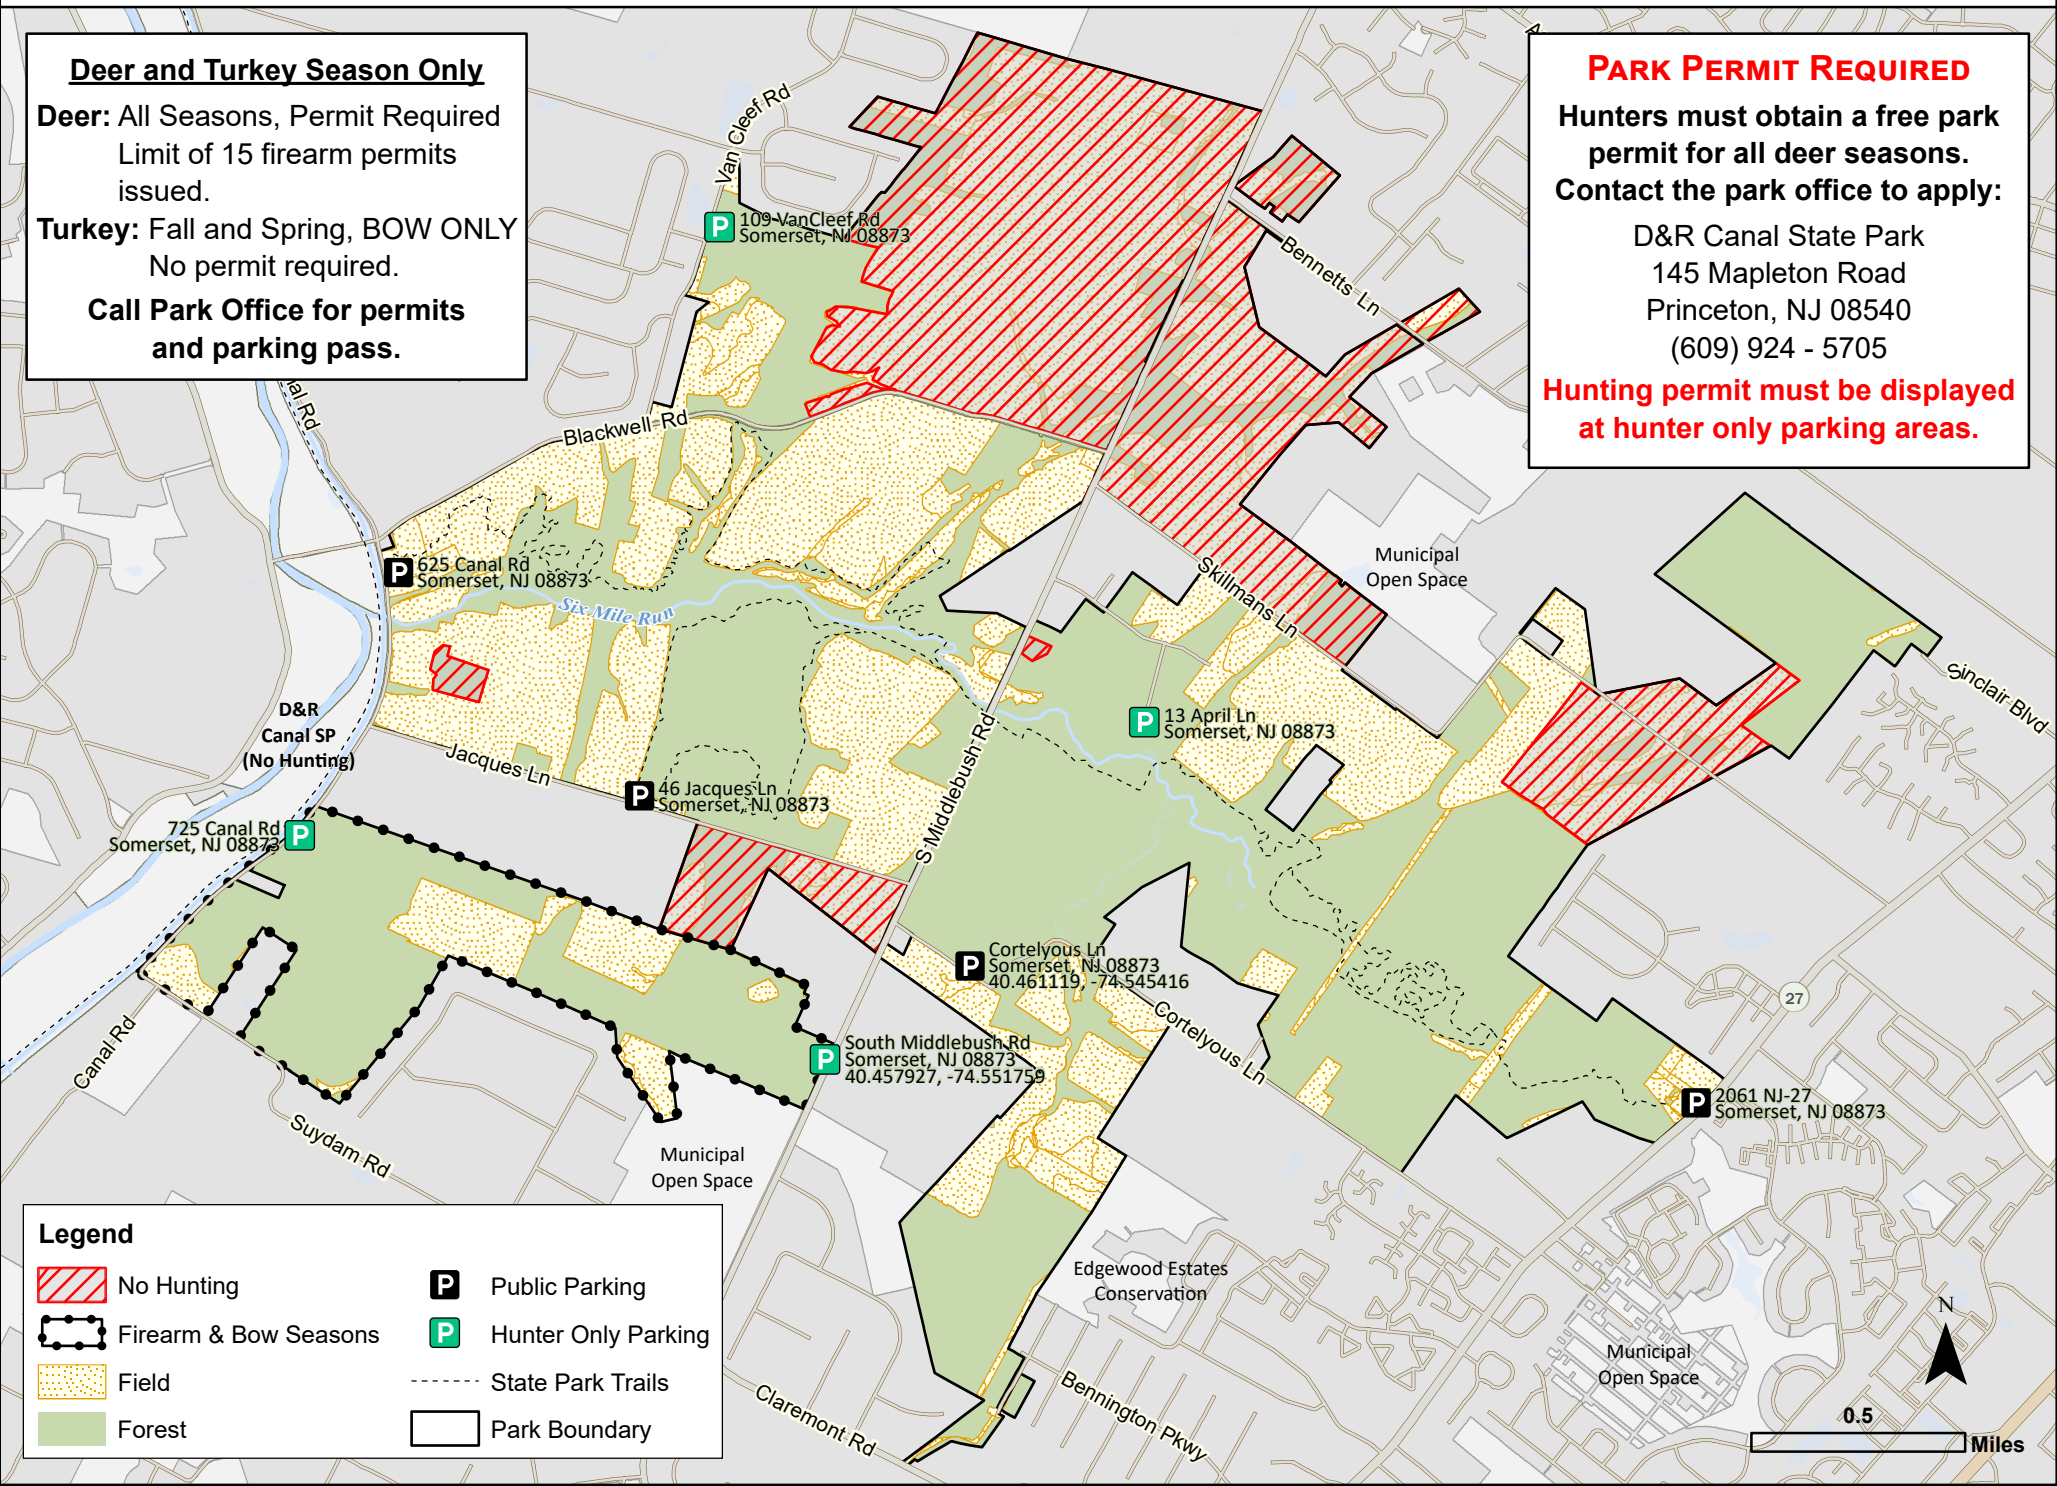 Deer and Turkey Season Only
Deer: All Seasons, Permit Required
Limit of 15 firearm permits
issued.
Turkey: Fall and Spring, BOW ONLY
No permit required.
Call Park Office for permits
and parking pass.
PARK PERMIT REQUIRED
Hunters must obtain a free park
permit for all deer seasons.
Contact the park office to apply:
D&R Canal State Park
145 Mapleton Road
Princeton, NJ 08540
(609) 924 - 5705
Hunting permit must be displayed
at hunter only parking areas.
Van Cleef Rd
P 109 VanCleef Rd
Somerset, NJ 08873
Bennetts Ln
nal Rd
Blackwell Rd
P 625 Canal Rd
Somerset, NJ 08873
Six Mile Run
Skillmans Ln
Municipal
Open Space
Sinclair Blvd
D&R
Canal SP
(No Hunting)
Jacques Ln
P 13 April Ln
Somerset, NJ 08873
S Middlebush Rd
P 46 Jacques Ln
Somerset, NJ 08873
725 Canal Rd P
Somerset, NJ 08873
P Cortelyous Ln
Somerset, NJ 08873
40.461119, -74.545416
Cortelyous Ln
27
P South Middlebush Rd
Somerset, NJ 08873
40.457927, -74.551759
P 2061 NJ-27
Somerset, NJ 08873
Canal Rd
Suydam Rd
Municipal
Open Space
Edgewood Estates
Conservation
Municipal
Open Space
Claremont Rd
Bennington Pkwy
Legend
No Hunting
Firearm & Bow Seasons
Field
Forest
P Public Parking
P Hunter Only Parking
State Park Trails
Park Boundary
N
0.5
Miles